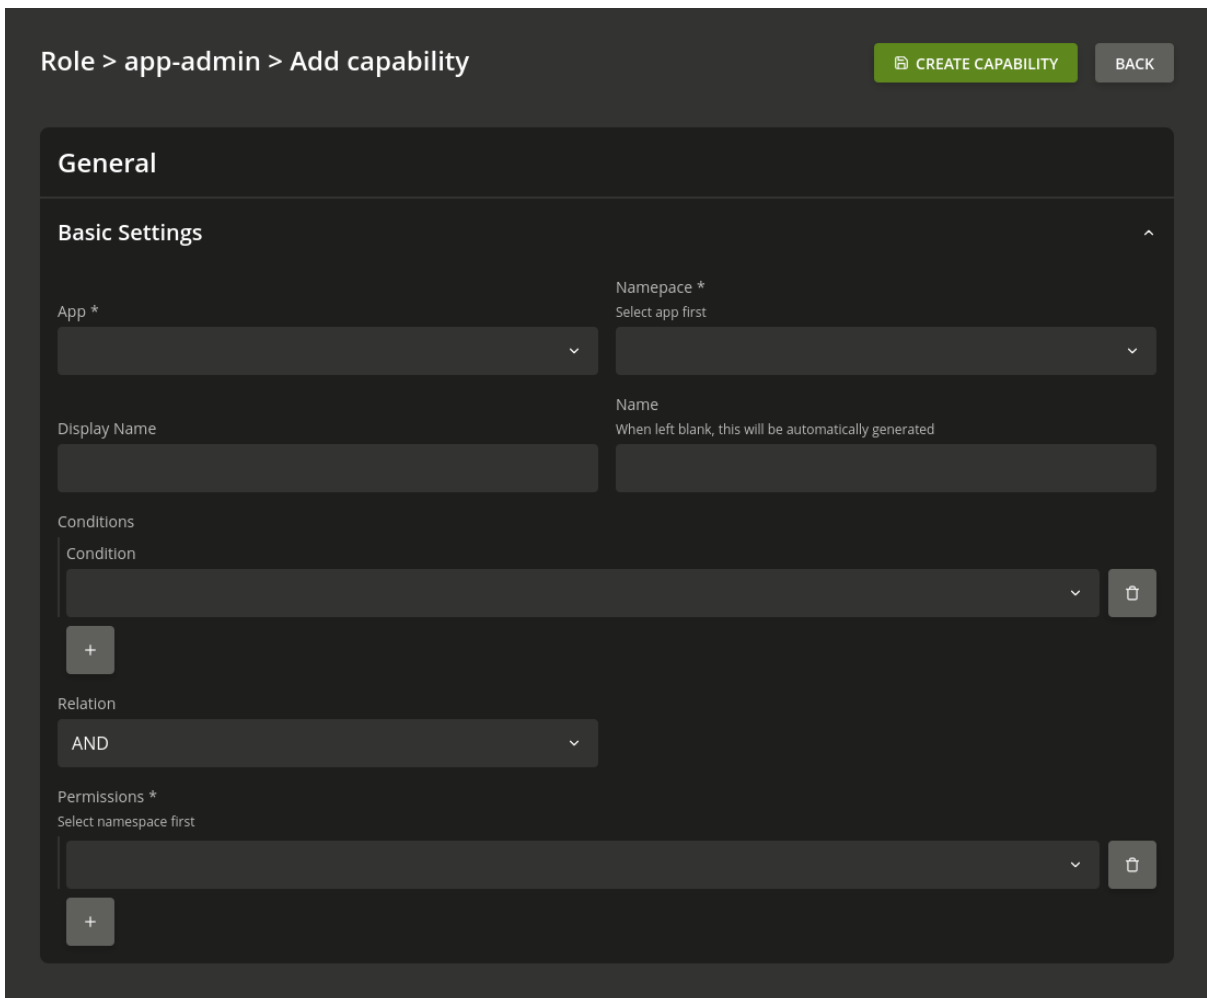 Role > app-admin > Add capability
CREATE CAPABILITY
BACK
General
Basic Settings
App *
Namepace *
Select app first
Display Name
Name
When left blank, this will be automatically generated
Conditions
Condition
+
Relation
AND
Permissions *
Select namespace first
+